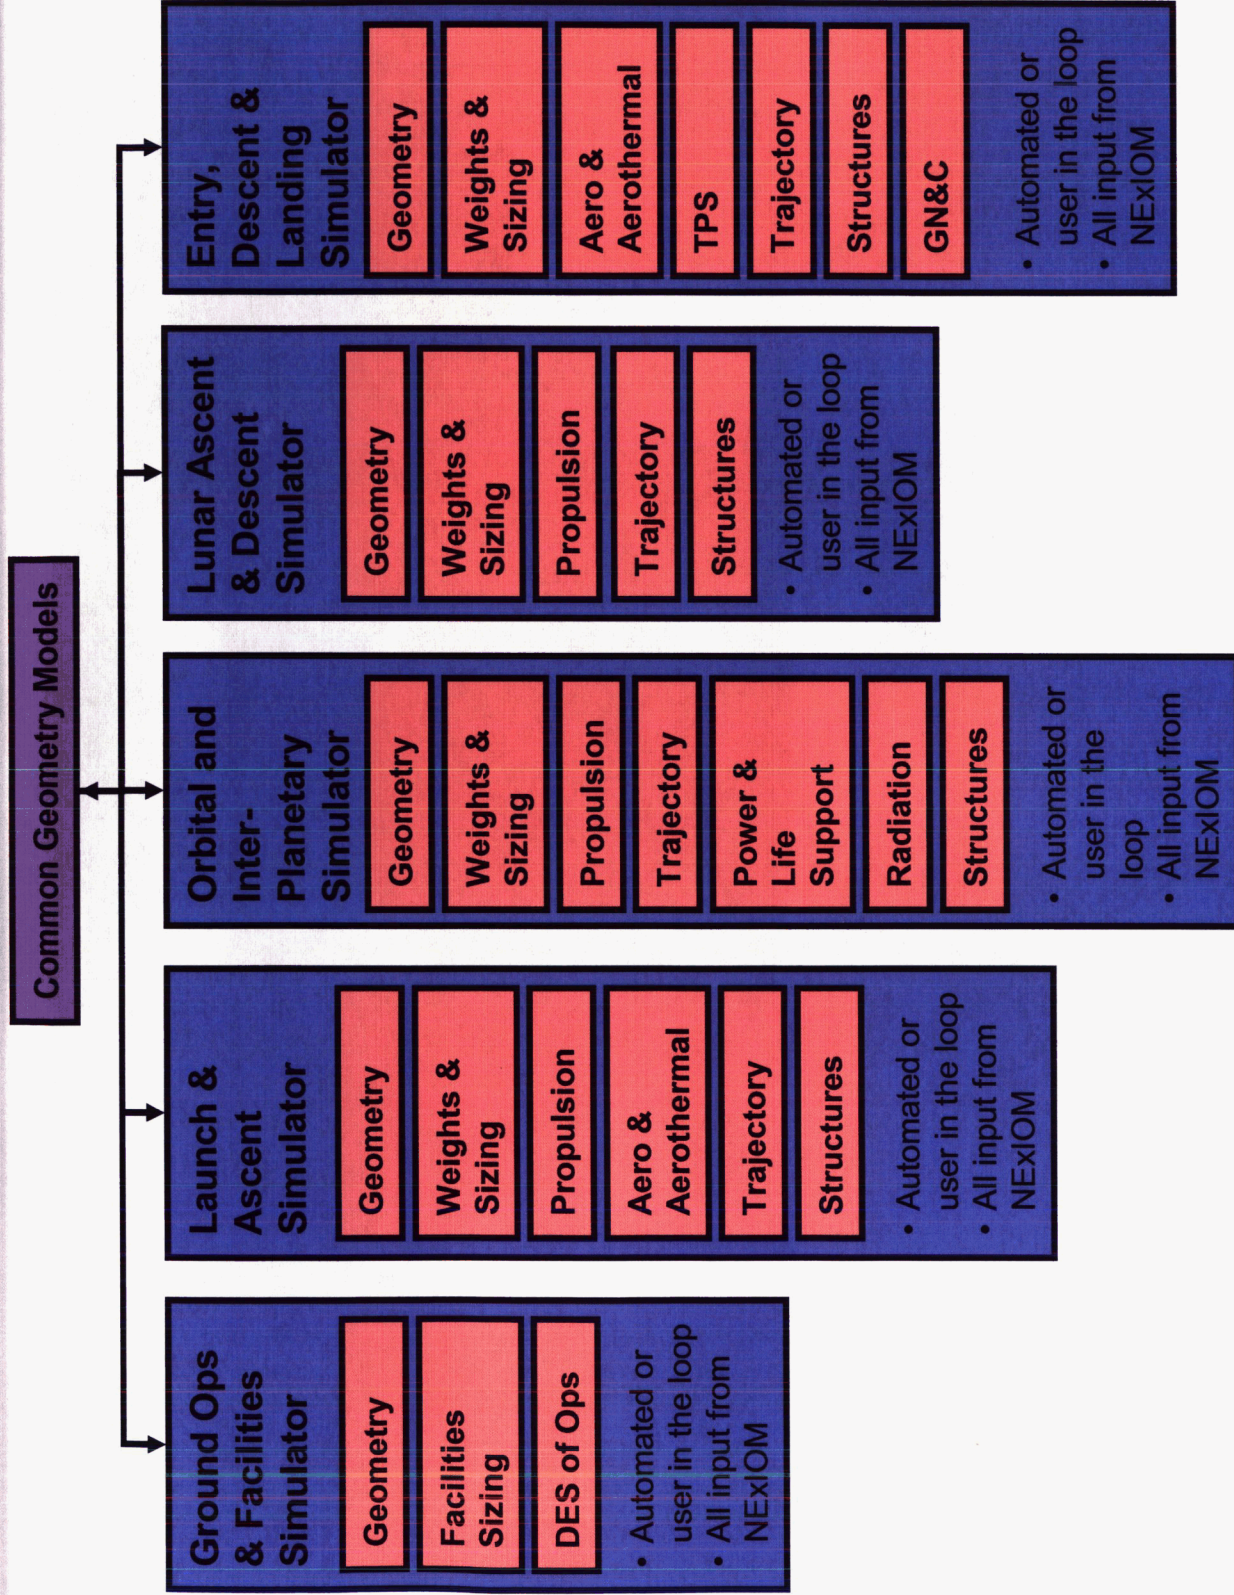 Common Geometry Models
Ground Ops
& Facilities
Simulator
Geometry
Facilities
Sizing
DES of Ops
• Automated or
user in the loop
• All input from
NExIOM
Launch &
Ascent
Simulator
Geometry
Weights &
Sizing
Propulsion
Aero &
Aerothermal
Trajectory
Structures
• Automated or
user in the loop
• All input from
NExIOM
Orbital and
Inter-
Planetary
Simulator
Geometry
Weights &
Sizing
Propulsion
Trajectory
Power &
Life
Support
Radiation
Structures
• Automated or
user in the
loop
• All input from
NExIOM
Lunar Ascent
& Descent
Simulator
Geometry
Weights &
Sizing
Propulsion
Trajectory
Structures
• Automated or
user in the loop
• All input from
NExIOM
Entry,
Descent &
Landing
Simulator
Geometry
Weights &
Sizing
Aero &
Aerothermal
TPS
Trajectory
Structures
GN&C
• Automated or
user in the loop
• All input from
NExIOM